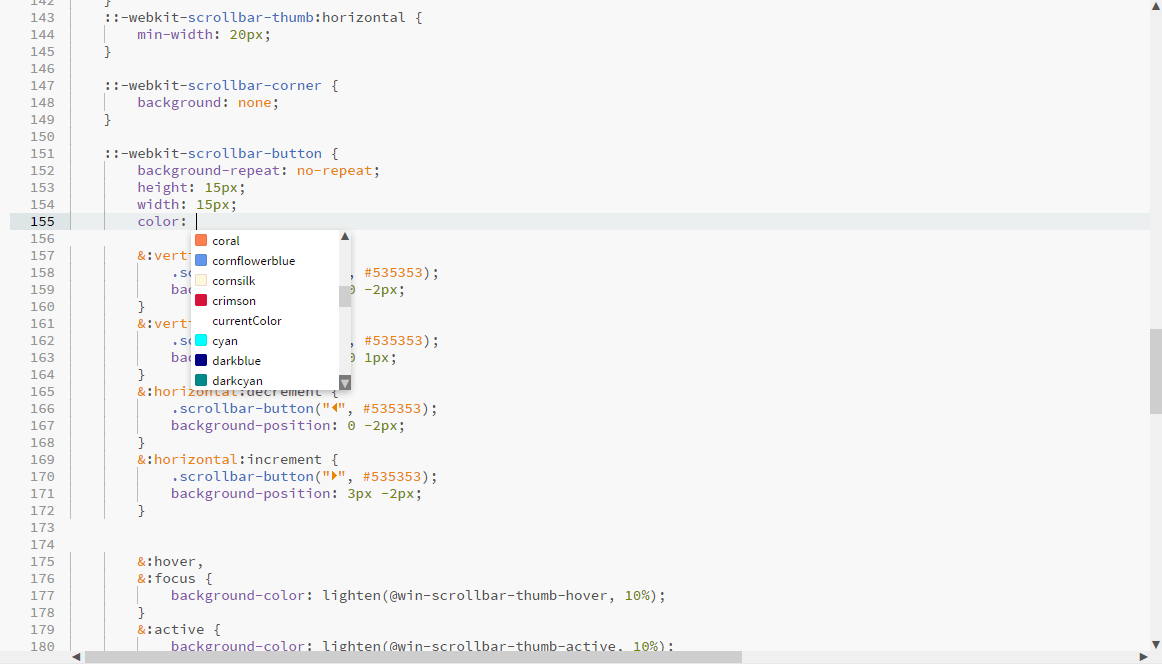 142 }
143 ::-webkit-scrollbar-thumb:horizontal {
144 min-width: 20px;
145 }
146
147 ::-webkit-scrollbar-corner {
148 background: none;
149 }
150
151 ::-webkit-scrollbar-button {
152 background-repeat: no-repeat;
153 height: 15px;
154 width: 15px;
155 color:
156
coral
cornflowerblue
cornsilk
crimson
currentColor
cyan
darkblue
darkcyan
157 &:vert
158 .sc , #535353);
159 bac 0 -2px;
160 }
161 &:vert
162 .sc , #535353);
163 bac 0 1px;
164 }
165 &:horizontal:decrement {
166 .scrollbar-button("◀", #535353);
167 background-position: 0 -2px;
168 }
169 &:horizontal:increment {
170 .scrollbar-button("▶", #535353);
171 background-position: 3px -2px;
172 }
173
174
175 &:hover,
176 &:focus {
177 background-color: lighten(@win-scrollbar-thumb-hover, 10%);
178 }
179 &:active {
180 background-color: lighten(@win-scrollbar-thumb-active, 10%);